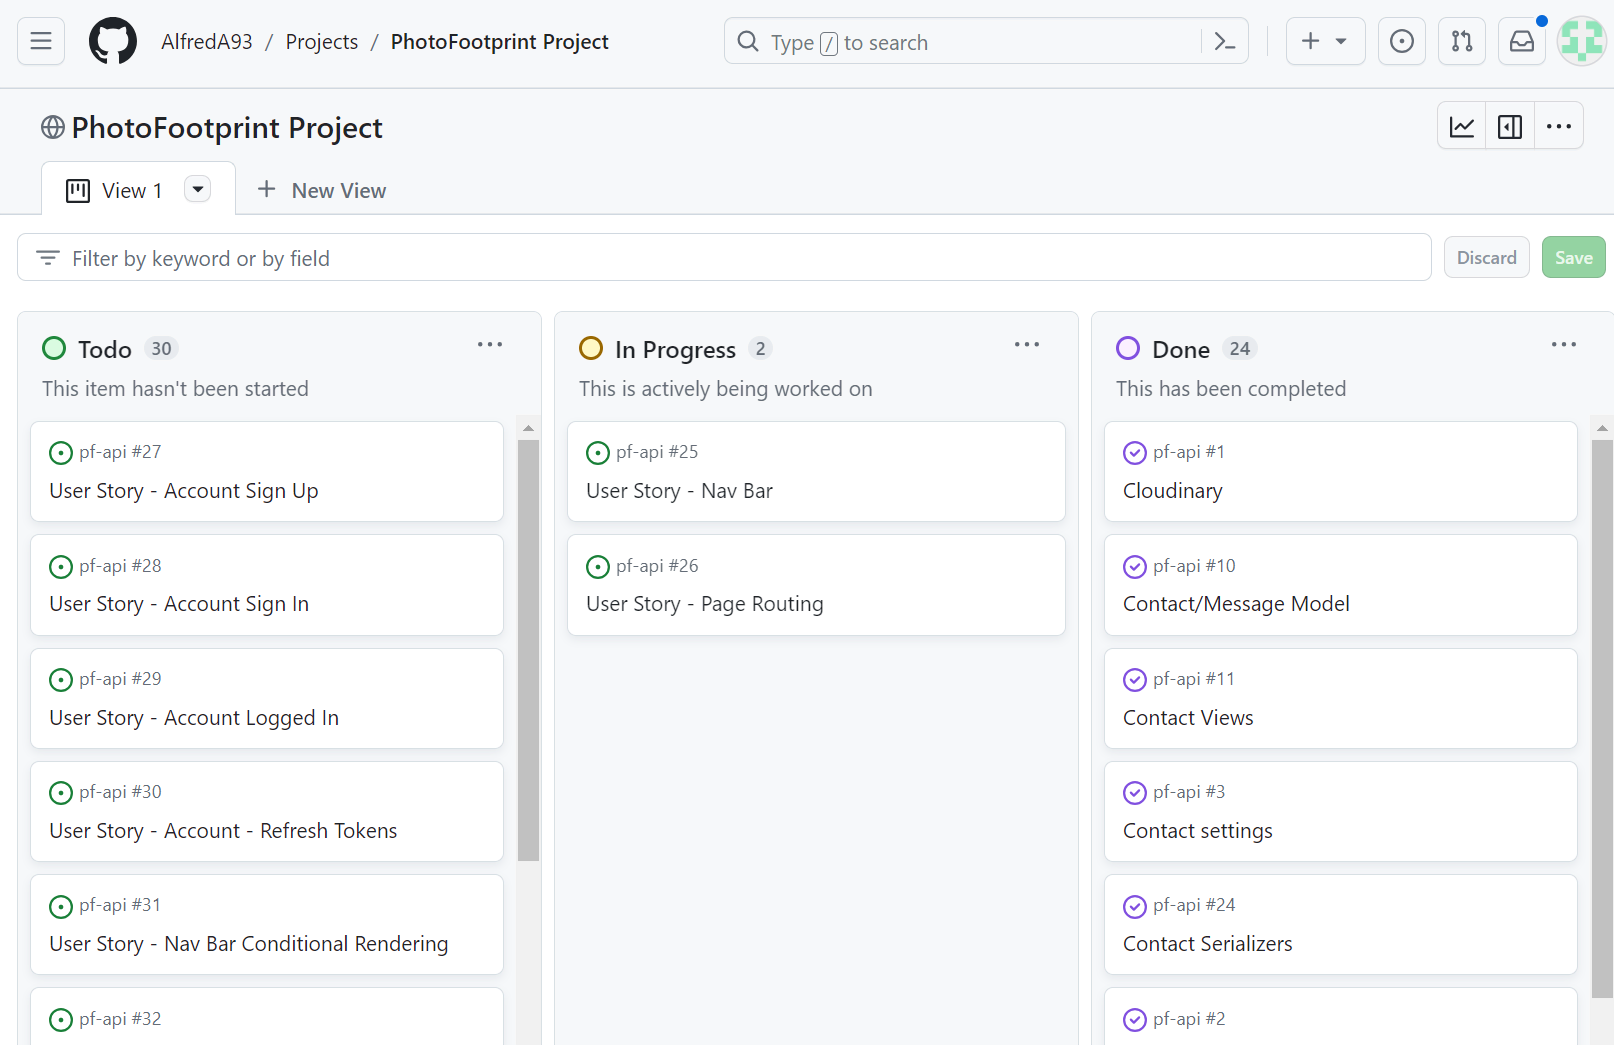 AlfredA93 / Projects / PhotoFootprint Project
Type / to search
PhotoFootprint Project
View 1
New View
Filter by keyword or by field
Discard
Save
Todo 30
This item hasn't been started
pf-api #27
User Story - Account Sign Up
pf-api #28
User Story - Account Sign In
pf-api #29
User Story - Account Logged In
pf-api #30
User Story - Account - Refresh Tokens
pf-api #31
User Story - Nav Bar Conditional Rendering
pf-api #32
In Progress 2
This is actively being worked on
pf-api #25
User Story - Nav Bar
pf-api #26
User Story - Page Routing
Done 24
This has been completed
pf-api #1
Cloudinary
pf-api #10
Contact/Message Model
pf-api #11
Contact Views
pf-api #3
Contact settings
pf-api #24
Contact Serializers
pf-api #2